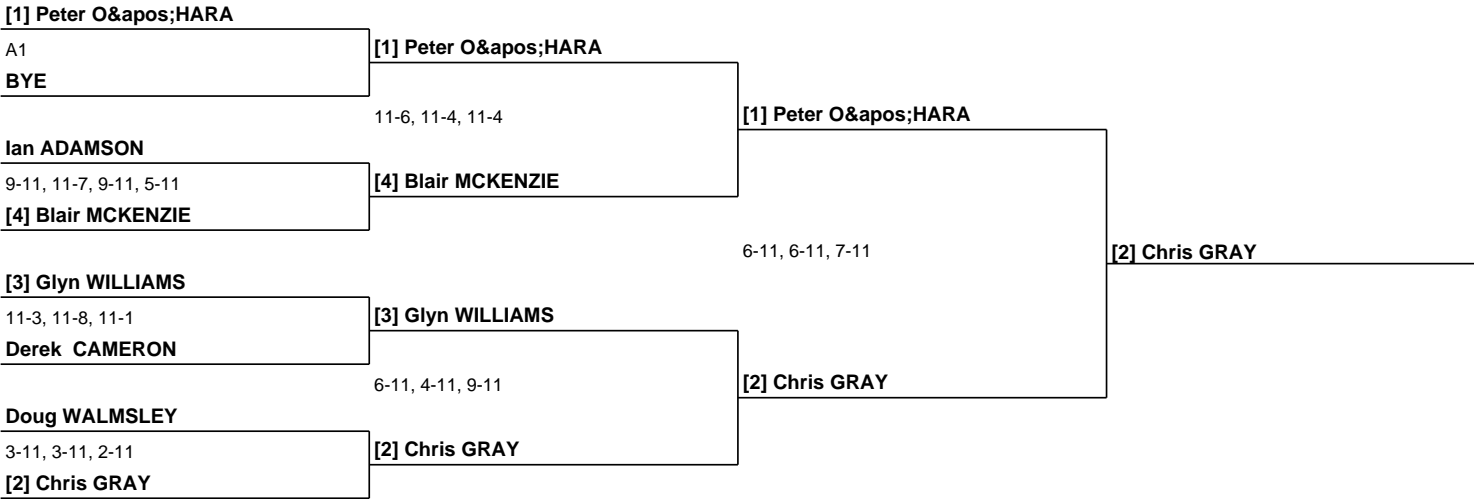 [1] Peter O&apos;HARA
A1
BYE
Ian ADAMSON
9-11, 11-7, 9-11, 5-11
[4] Blair MCKENZIE
[3] Glyn WILLIAMS
11-3, 11-8, 11-1
Derek  CAMERON
Doug WALMSLEY
3-11, 3-11, 2-11
[2] Chris GRAY
[1] Peter O&apos;HARA
11-6, 11-4, 11-4
[4] Blair MCKENZIE
[3] Glyn WILLIAMS
6-11, 4-11, 9-11
[2] Chris GRAY
[1] Peter O&apos;HARA
6-11, 6-11, 7-11
[2] Chris GRAY
[2] Chris GRAY